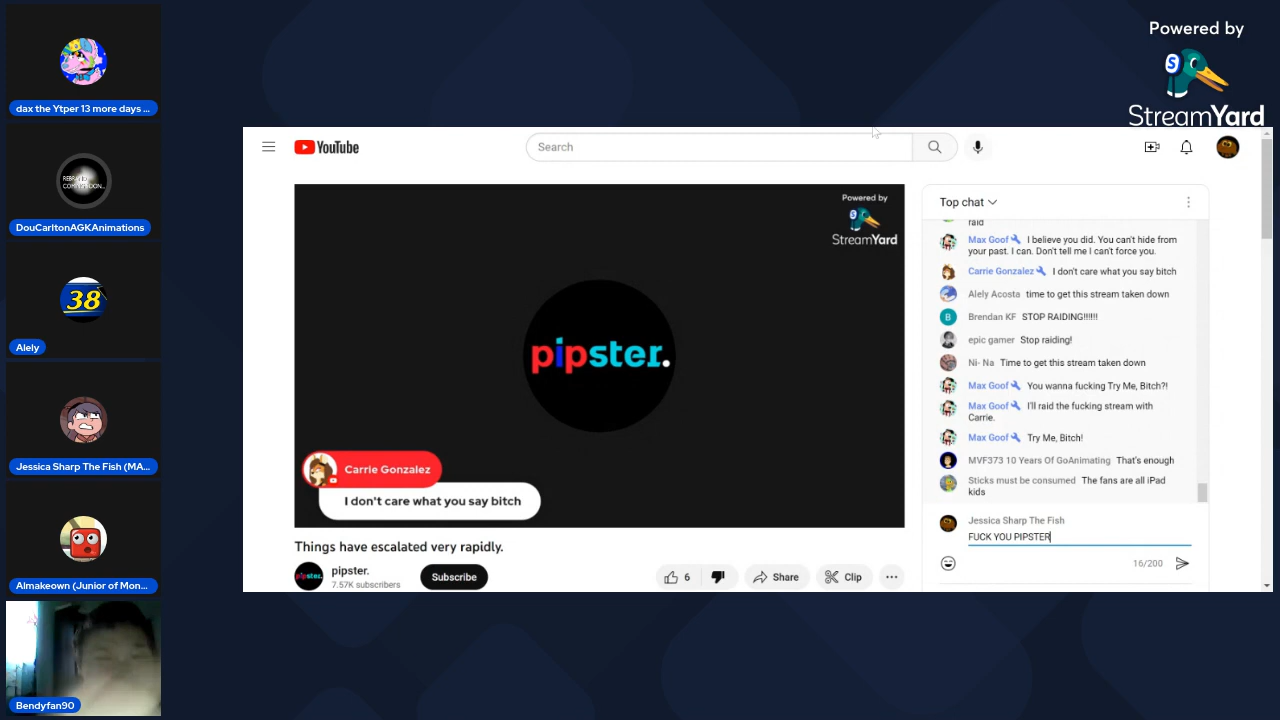 dax the Ytper 13 more days ...
REBRAND
COMING SOON...
DouCarltonAGKAnimations
38
Alely
Jessica Sharp The Fish (MA...
Almakeown (Junior of Mon...
Bendyfan90
Powered by
S
StreamYard
YouTube
Search
Powered by
StreamYard
pipster.
Carrie Gonzalez
I don't care what you say bitch
Things have escalated very rapidly.
pipster.
pipster.
7.57K subscribers
Subscribe
6
Share
Clip
Top chat
raid
Max Goof I believe you did. You can't hide from
your past. I can. Don't tell me I can't force you.
Carrie Gonzalez I don't care what you say bitch
Alely Acosta time to get this stream taken down
B
Brendan KF STOP RAIDING!!!!!!
epic gamer Stop raiding!
Ni- Na Time to get this stream taken down
Max Goof You wanna fucking Try Me, Bitch?!
Max Goof I'll raid the fucking stream with
Carrie.
Max Goof Try Me, Bitch!
MVF373 10 Years Of GoAnimating That's enough
Sticks must be consumed The fans are all iPad
kids
Jessica Sharp The Fish
FUCK YOU PIPSTER
16/200